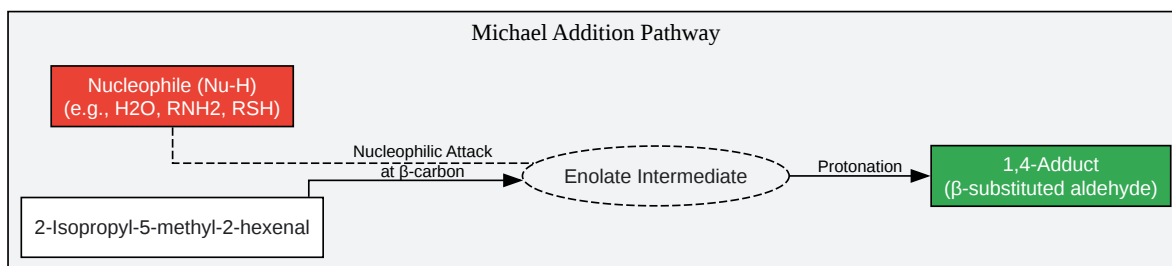 Michael Addition Pathway
Nucleophile (Nu-H)
(e.g., H2O, RNH2, RSH)
Nucleophilic Attack
at β-carbon
2-Isopropyl-5-methyl-2-hexenal
Enolate Intermediate
Protonation
1,4-Adduct
(β-substituted aldehyde)